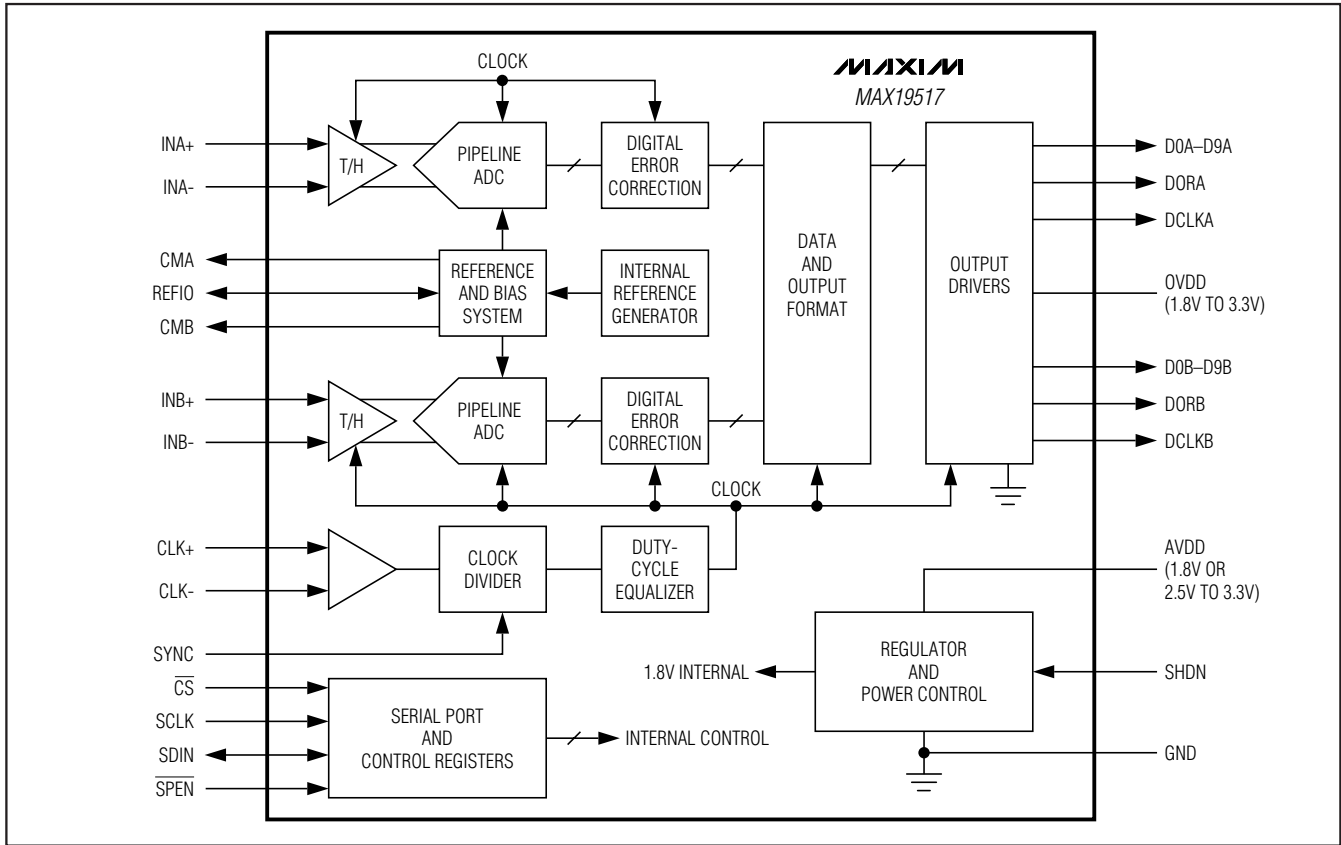 CLOCK
MAXIM
MAX19517
INA+
INA-
T/H
PIPELINE
ADC
DIGITAL
ERROR
CORRECTION
DATA
AND
OUTPUT
FORMAT
OUTPUT
DRIVERS
D0A–D9A
DORA
DCLKA
CMA
REFIO
CMB
REFERENCE
AND BIAS
SYSTEM
INTERNAL
REFERENCE
GENERATOR
OVDD
(1.8V TO 3.3V)
INB+
INB-
T/H
PIPELINE
ADC
DIGITAL
ERROR
CORRECTION
D0B–D9B
DORB
DCLKB
CLOCK
CLK+
CLK-
CLOCK
DIVIDER
DUTY-
CYCLE
EQUALIZER
AVDD
(1.8V OR
2.5V TO 3.3V)
SYNC
CS
SCLK
SDIN
SPEN
SERIAL PORT
AND
CONTROL REGISTERS
INTERNAL CONTROL
1.8V INTERNAL
REGULATOR
AND
POWER CONTROL
SHDN
GND